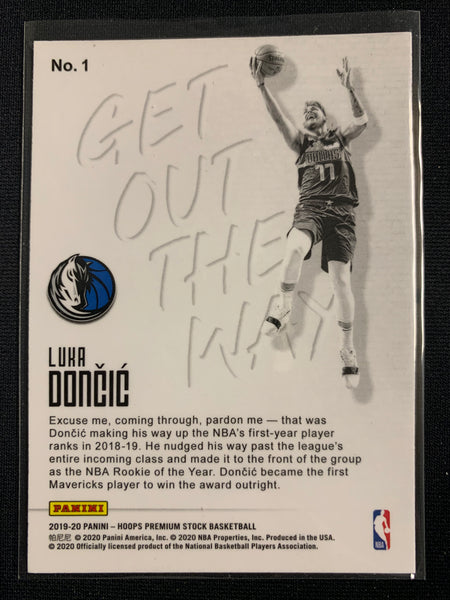 No. 1
GET
OUT
THE
WAY
DALLAS
77
LUKA
DONČIĆ
Excuse me, coming through, pardon me — that was
Dončić making his way up the NBA's first-year player
ranks in 2018-19. He nudged his way past the league's
entire incoming class and made it to the front of the group
as the NBA Rookie of the Year. Dončić became the first
Mavericks player to win the award outright.
PANINI
2019-20 PANINI – HOOPS PREMIUM STOCK BASKETBALL
帕尼尼 © 2020 Panini America, Inc. © 2020 NBA Properties, Inc. Produced in the USA.
© 2020 Officially licensed product of the National Basketball Players Association.
NBA